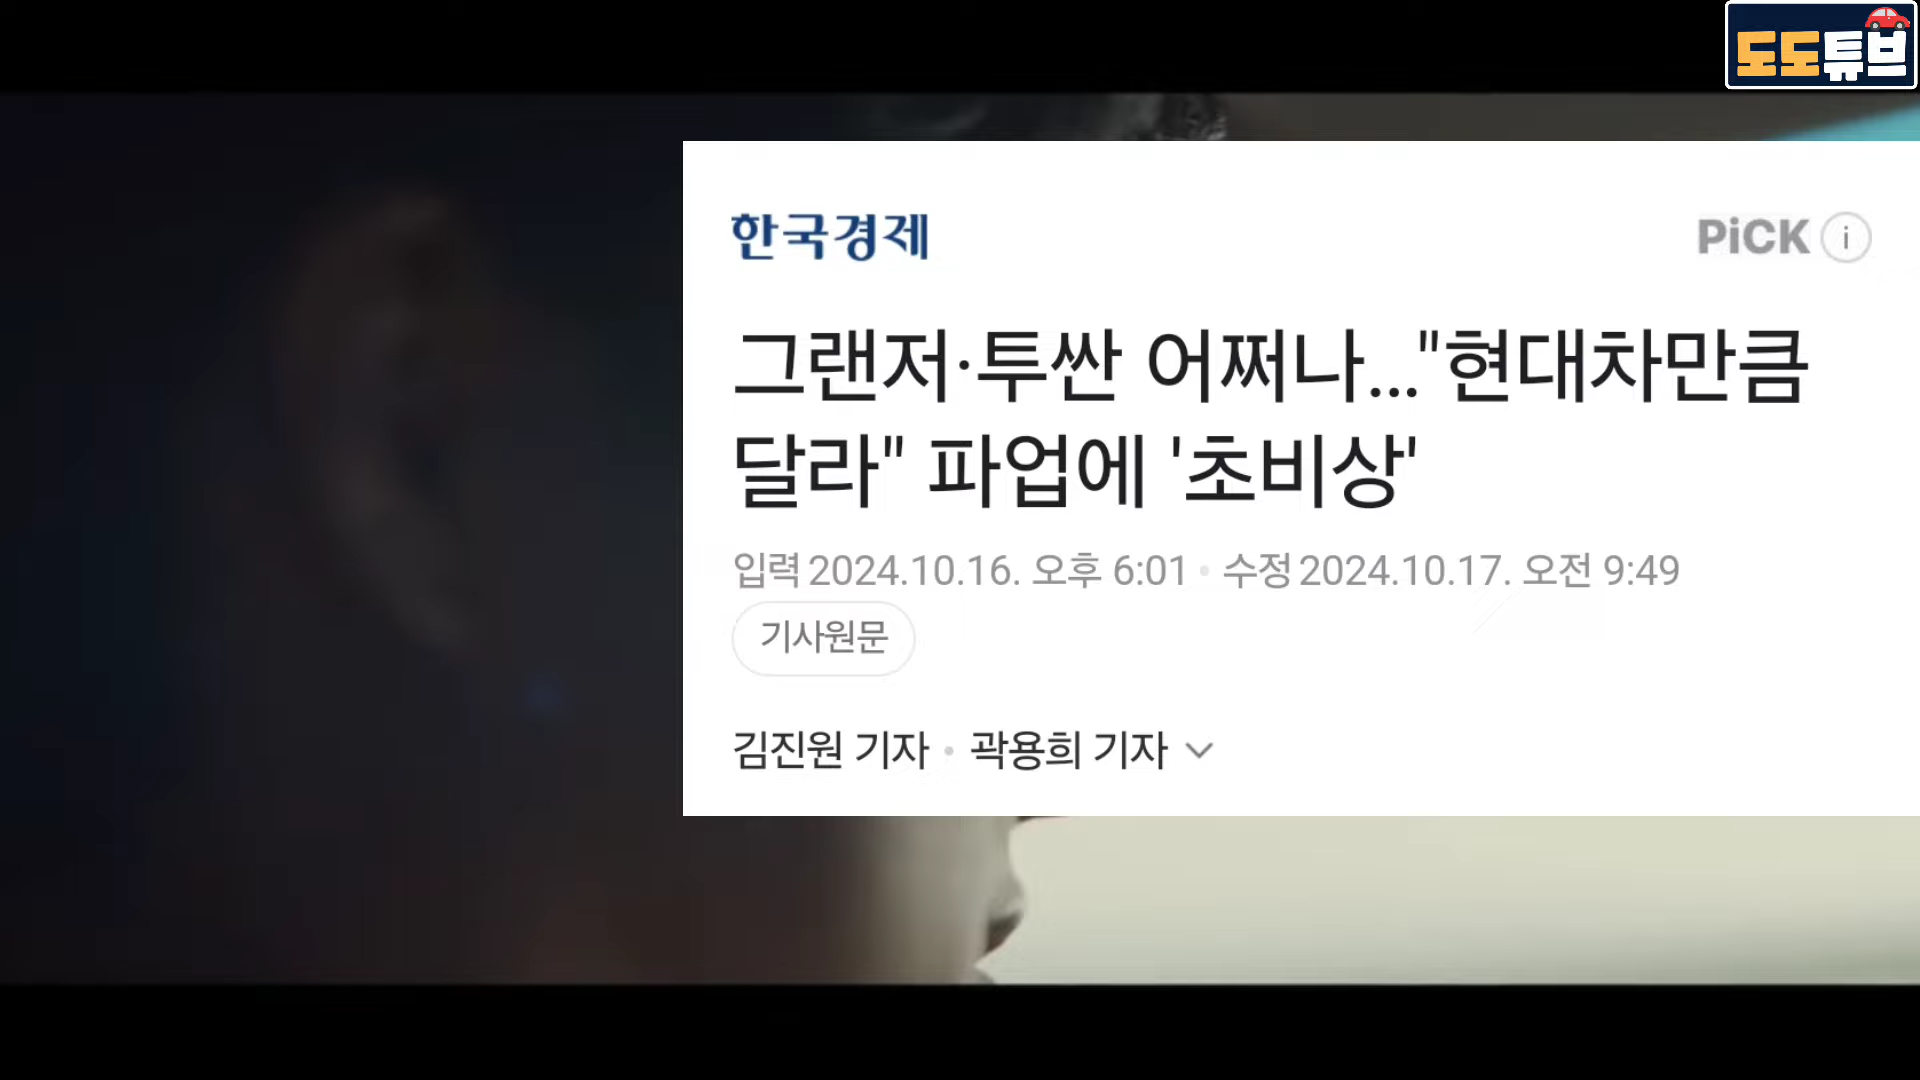 도도튜브
한국경제
PiCK i
그랜저·투싼 어쩌나..."현대차만큼
달라" 파업에 '초비상'
입력 2024.10.16. 오후 6:01 · 수정 2024.10.17. 오전 9:49
기사원문
김진원 기자 · 곽용희 기자